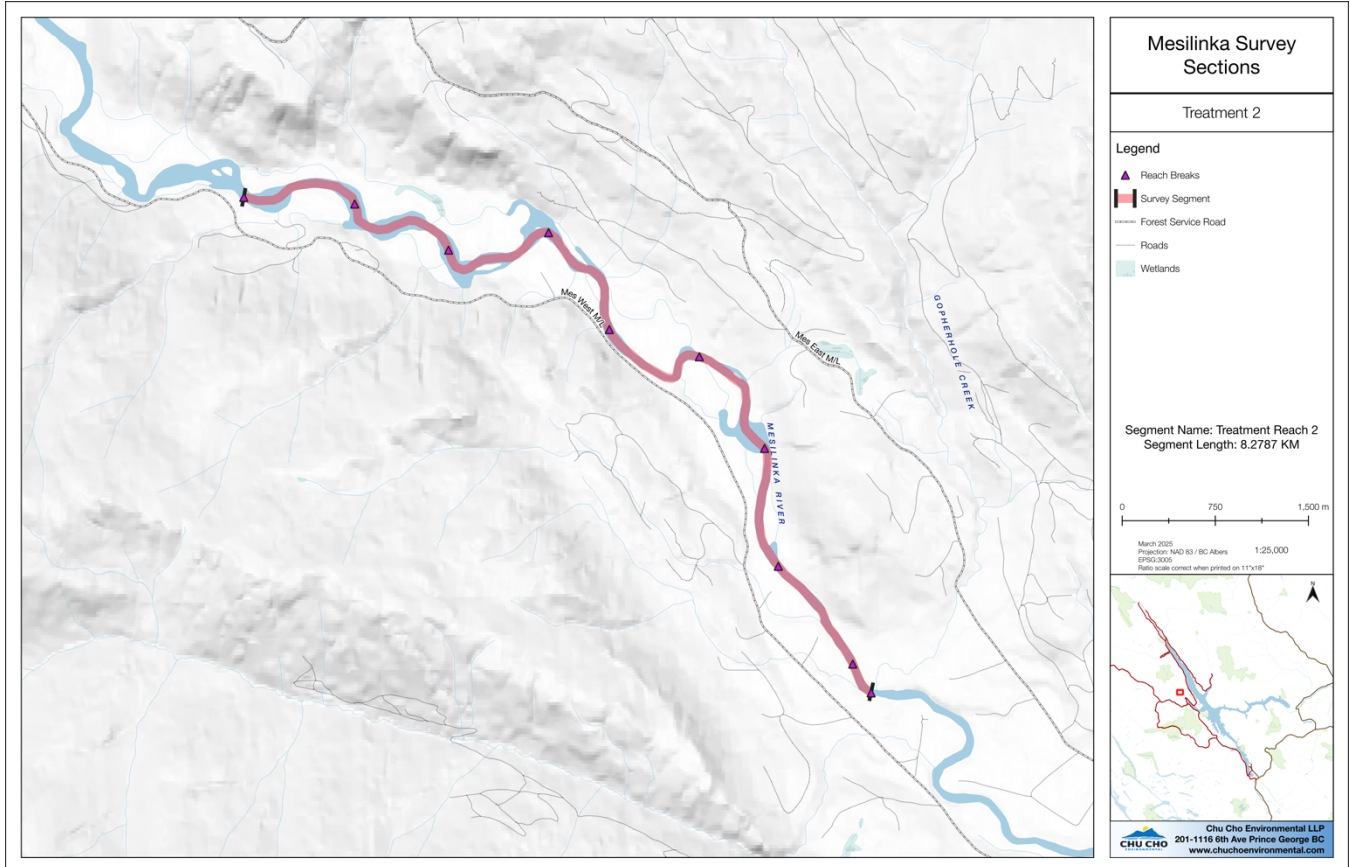 Mesilinka Survey
Sections
Treatment 2
Legend
Reach Breaks
Survey Segment
Forest Service Road
Roads
Wetlands
Segment Name: Treatment Reach 2
Segment Length: 8.2787 KM
0 750 1,500 m
March 2025
Projection: NAD 83 / BC Albers
EPSG:3005
Ratio scale correct when printed on 11"x18"
1:25,000
N
Mes West M/L
Mes East M/L
GOPHERHOLE CREEK
MESILINKA RIVER
CHU CHO
ENVIRONMENTAL
Chu Cho Environmental LLP
201-1116 6th Ave Prince George BC
www.chuchoenvironmental.com